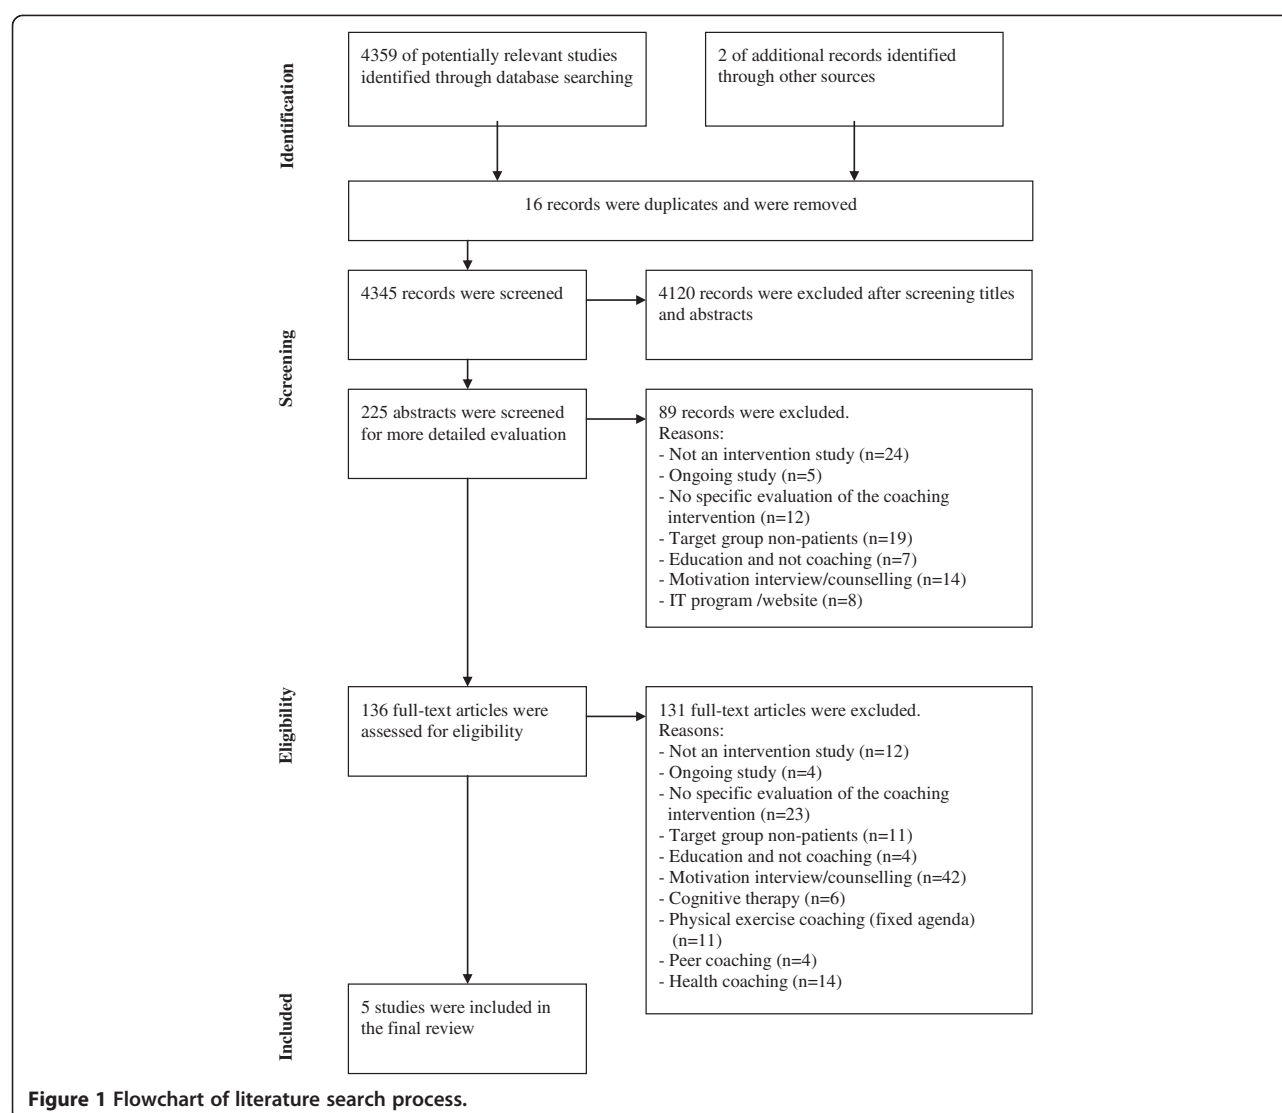 Identification
4359 of potentially relevant studies
identified through database searching
2 of additional records identified
through other sources
16 records were duplicates and were removed
Screening
4345 records were screened
4120 records were excluded after screening titles
and abstracts
225 abstracts were screened
for more detailed evaluation
89 records were excluded.
Reasons:
- Not an intervention study (n=24)
- Ongoing study (n=5)
- No specific evaluation of the coaching
intervention (n=12)
- Target group non-patients (n=19)
- Education and not coaching (n=7)
- Motivation interview/counselling (n=14)
- IT program /website (n=8)
Eligibility
136 full-text articles were
assessed for eligibility
131 full-text articles were excluded.
Reasons:
- Not an intervention study (n=12)
- Ongoing study (n=4)
- No specific evaluation of the coaching
intervention (n=23)
- Target group non-patients (n=11)
- Education and not coaching (n=4)
- Motivation interview/counselling (n=42)
- Cognitive therapy (n=6)
- Physical exercise coaching (fixed agenda)
(n=11)
- Peer coaching (n=4)
- Health coaching (n=14)
Included
5 studies were included in
the final review
Figure 1 Flowchart of literature search process.